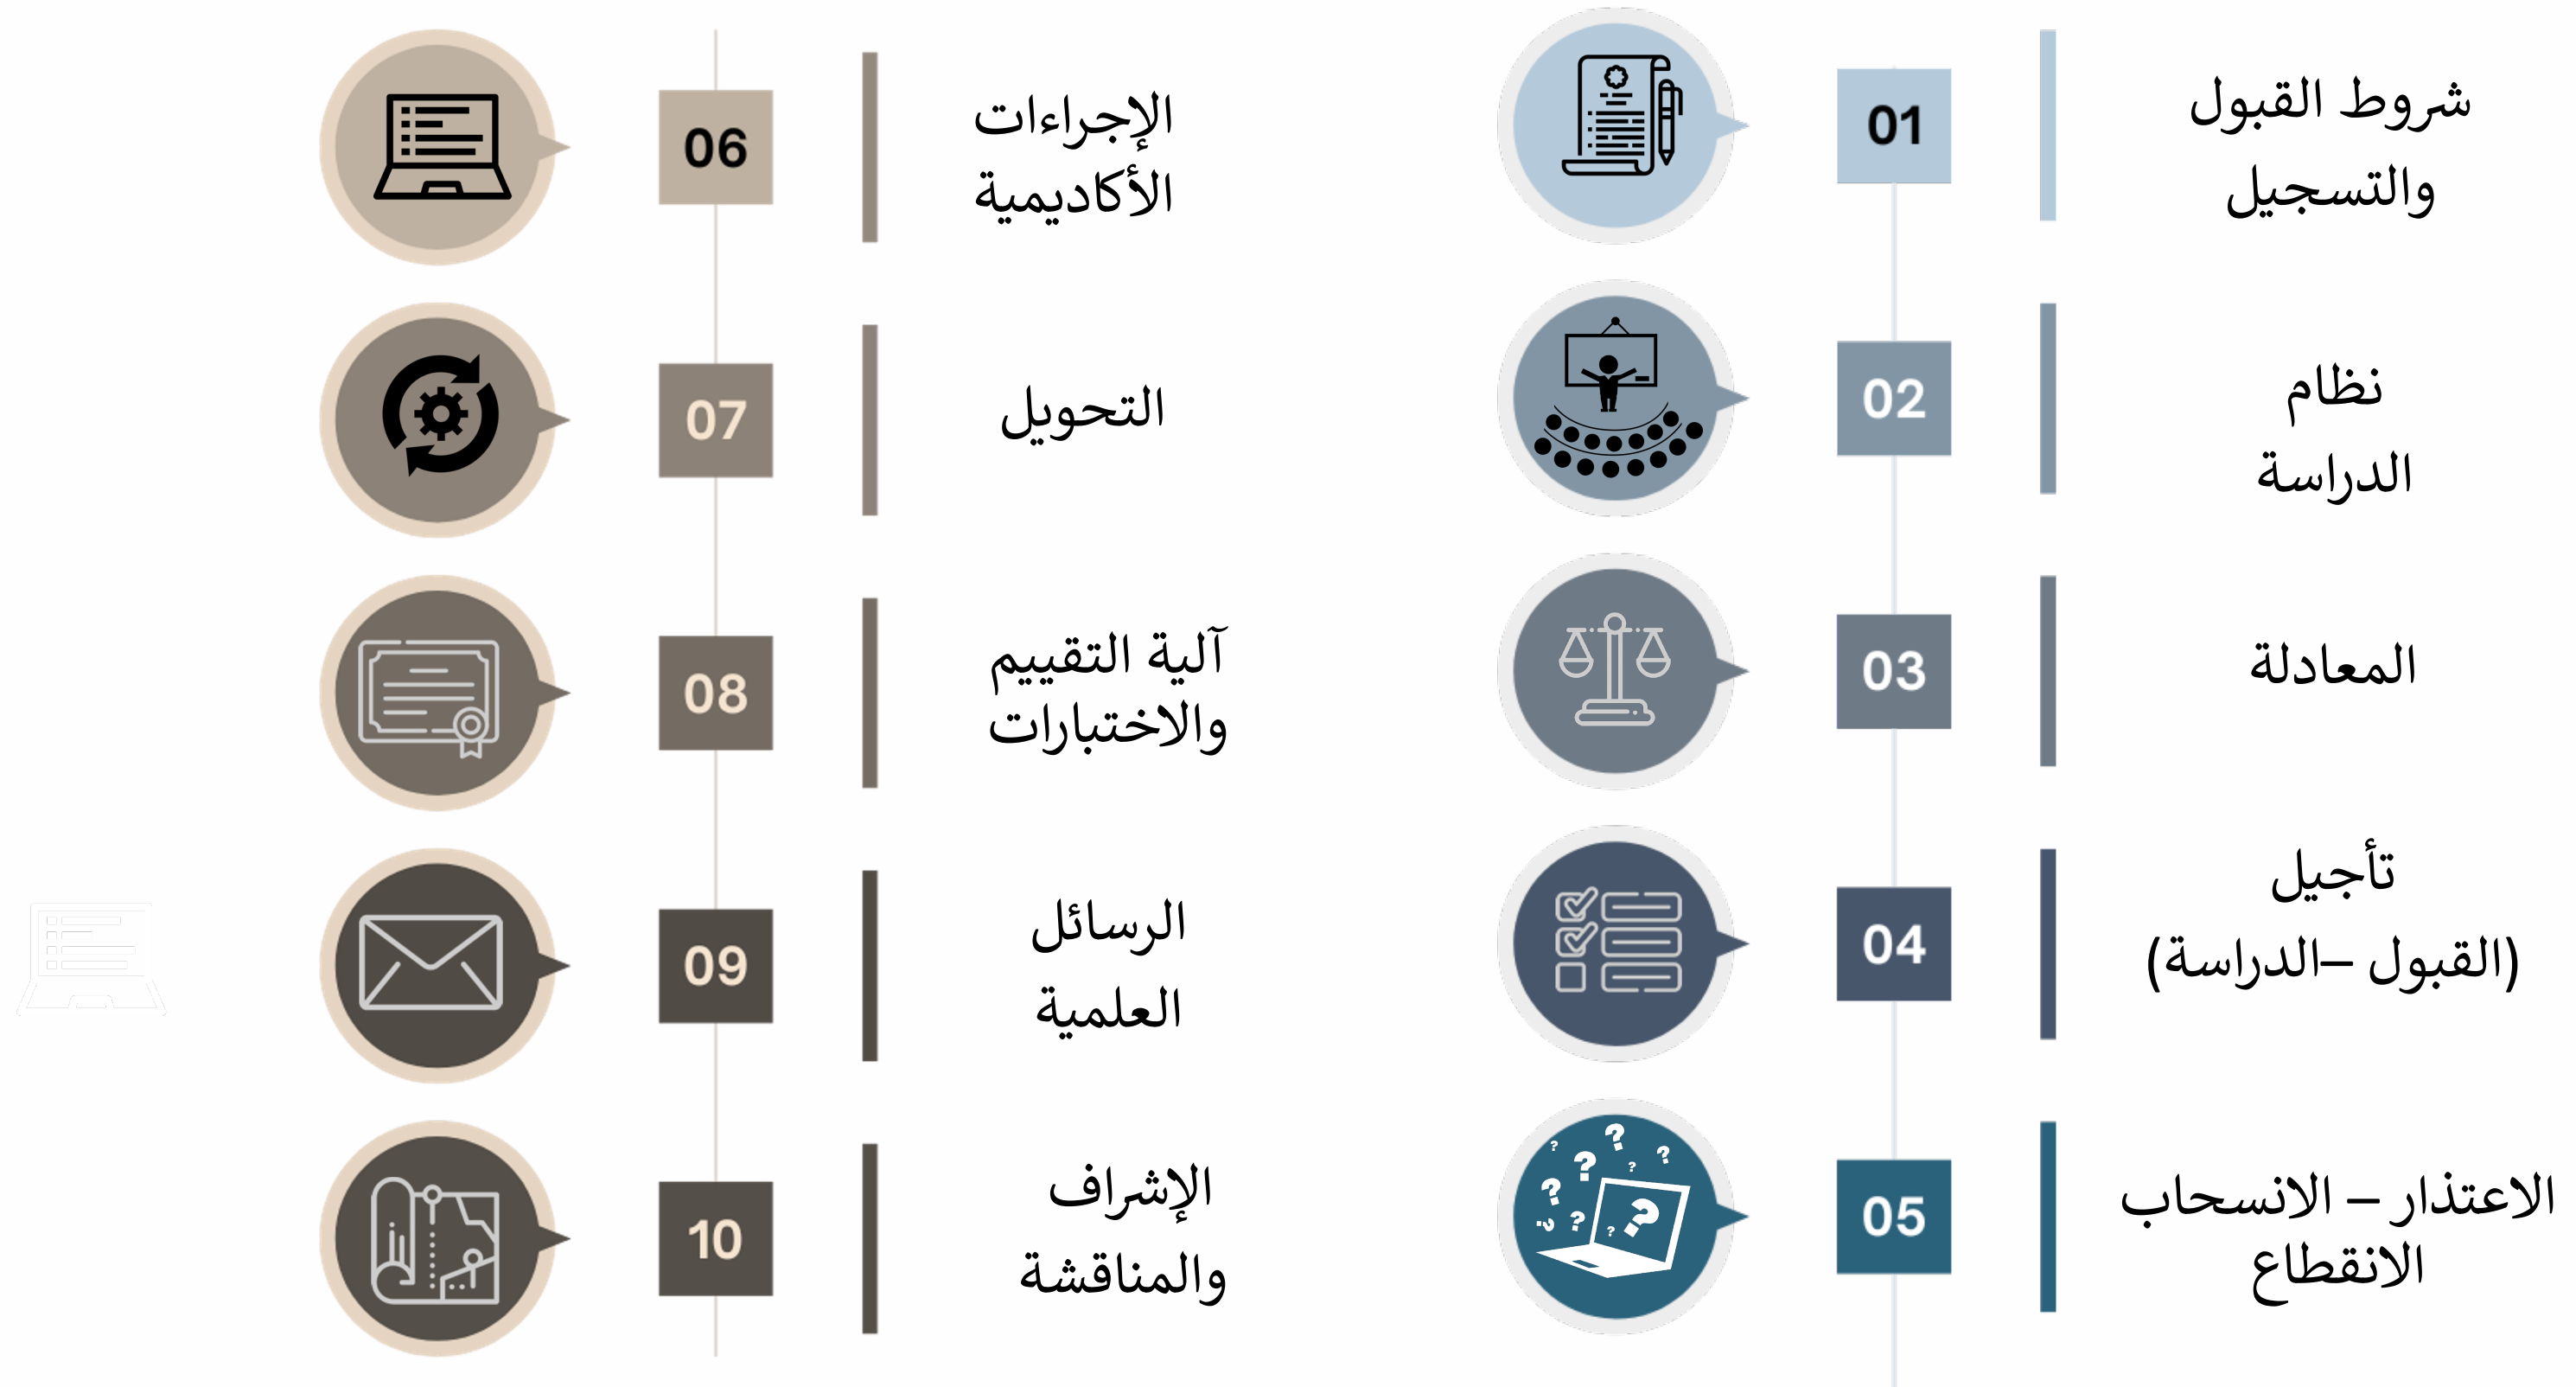 01
شروط القبول
والتسجيل
02
نظام
الدراسة
03
المعادلة
04
تأجيل
(القبول –الدراسة)
05
الاعتذار – الانسحاب
الانقطاع
06
الإجراءات
الأكاديمية
07
التحويل
08
آلية التقييم
والاختبارات
09
الرسائل
العلمية
10
الإشراف
والمناقشة